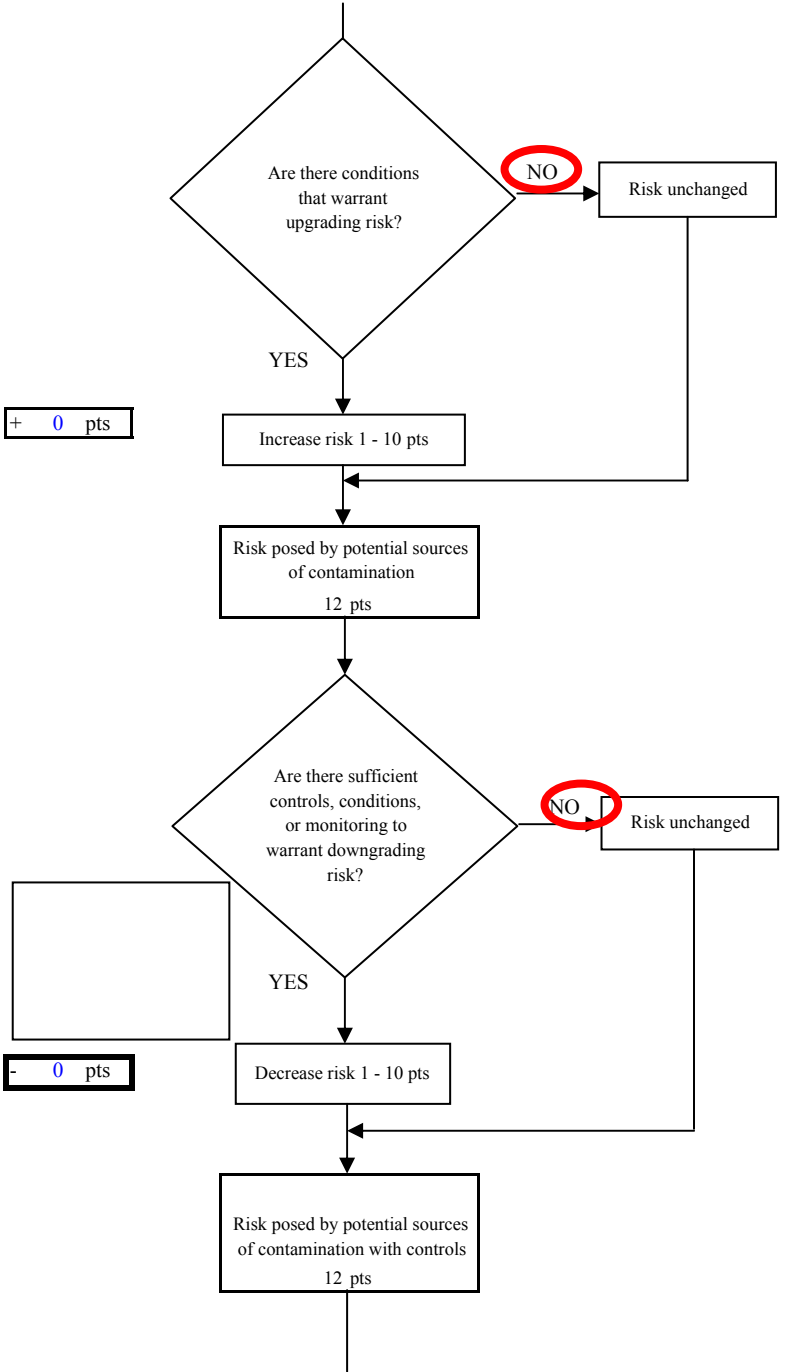 Are there conditions
that warrant
upgrading risk?
NO
Risk unchanged
YES
+ 0 pts
Increase risk 1 - 10 pts
Risk posed by potential sources
of contamination
12 pts
Are there sufficient
controls, conditions,
or monitoring to
warrant downgrading
risk?
NO
Risk unchanged
YES
- 0 pts
Decrease risk 1 - 10 pts
Risk posed by potential sources
of contamination with controls
12 pts